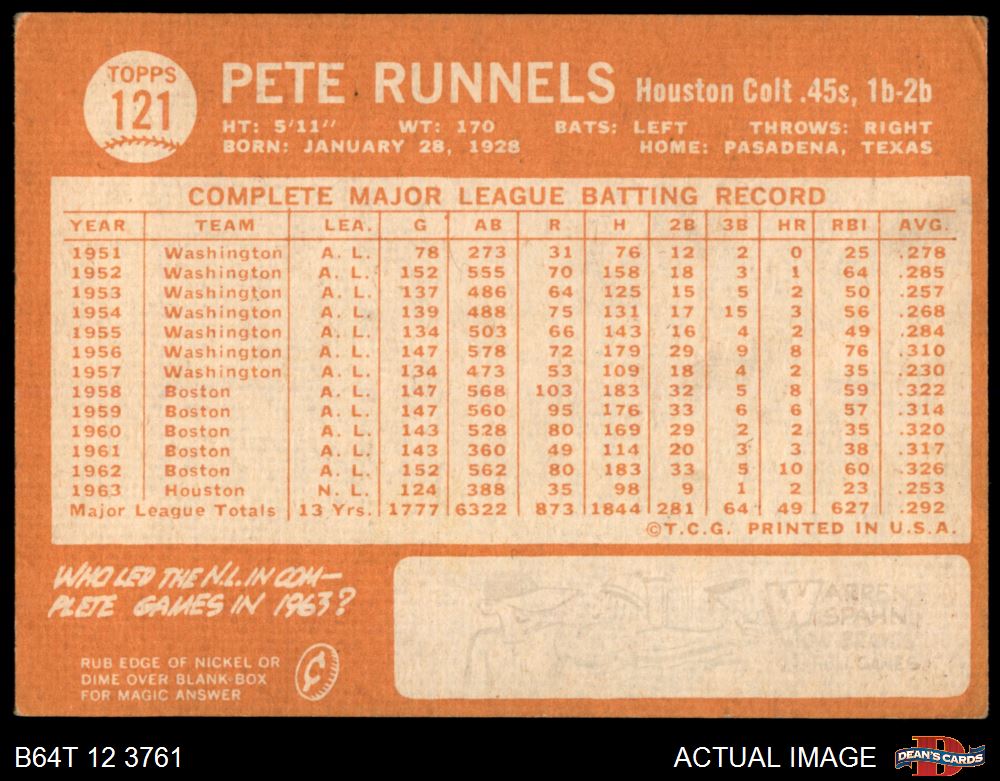 TOPPS
121
PETE RUNNELS Houston Colt .45s, 1b-2b
HT: 5'11" WT: 170 BATS: LEFT THROWS: RIGHT
BORN: JANUARY 28, 1928 HOME: PASADENA, TEXAS
COMPLETE MAJOR LEAGUE BATTING RECORD
YEAR TEAM LEA. G AB R H 2B 3B HR RBI AVG.
1951 Washington A. L. 78 273 31 76 12 2 0 25 .278
1952 Washington A. L. 152 555 70 158 18 3 1 64 .285
1953 Washington A. L. 137 486 64 125 15 5 2 50 .257
1954 Washington A. L. 139 488 75 131 17 15 3 56 .268
1955 Washington A. L. 134 503 66 143 16 4 2 49 .284
1956 Washington A. L. 147 578 72 179 29 9 8 76 .310
1957 Washington A. L. 134 473 53 109 18 4 2 35 .230
1958 Boston A. L. 147 568 103 183 32 5 8 59 .322
1959 Boston A. L. 147 560 95 176 33 6 6 57 .314
1960 Boston A. L. 143 528 80 169 29 2 2 35 .320
1961 Boston A. L. 143 360 49 114 20 3 3 38 .317
1962 Boston A. L. 152 562 80 183 33 5 10 60 .326
1963 Houston N. L. 124 388 35 98 9 1 2 23 .253
Major League Totals 13 Yrs. 1777 6322 873 1844 281 64 49 627 .292
©T.C.G. PRINTED IN U.S.A.
WHO LED THE N.L. IN COM-
PLETE GAMES IN 1963?
RUB EDGE OF NICKEL OR
DIME OVER BLANK-BOX
FOR MAGIC ANSWER
WARREN
SPAHN
GAMES
B64T 12 3761 ACTUAL IMAGE DEAN'S CARDS